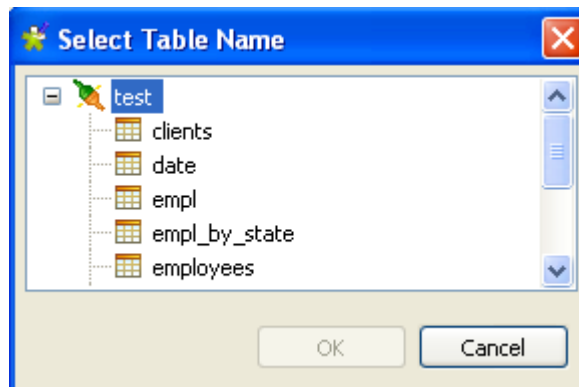 Select Table Name
test
clients
date
empl
empl_by_state
employees
OK Cancel